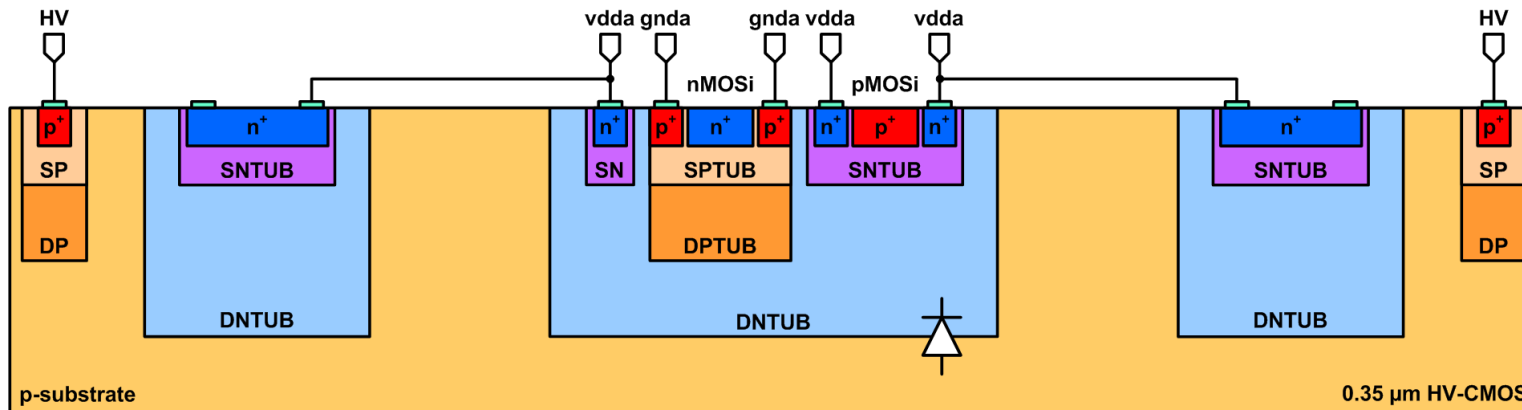 HV vdda gnda gnda vdda vdda HV
nMOSi pMOSi
p+ n+ n+ p+ n+ p+ n+ p+ n+ n+ p+
SP SNTUB SN SPTUB SNTUB SNTUB SP
DP DPTUB DP
DNTUB DNTUB DNTUB
p-substrate 0.35 µm HV-CMOS